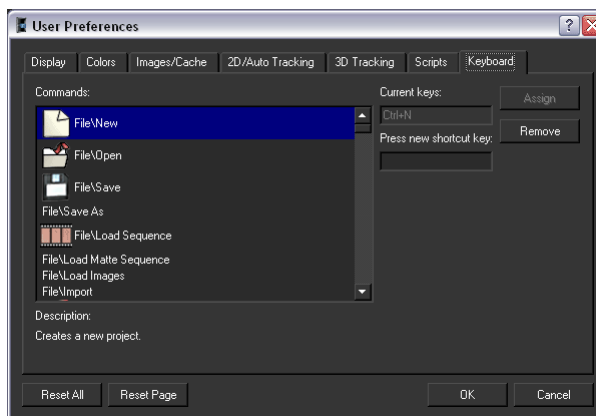 User Preferences
Display Colors Images/Cache 2D/Auto Tracking 3D Tracking Scripts Keyboard
Commands:
File\New
File\Open
File\Save
File\Save As
File\Load Sequence
File\Load Matte Sequence
File\Load Images
File\Import
Current keys:
Ctrl+N
Assign
Press new shortcut key:
Remove
Description:
Creates a new project.
Reset All Reset Page OK Cancel